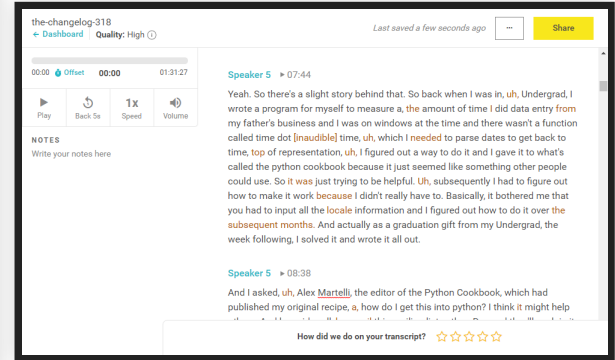 the-changelog-318
← Dashboard Quality: High
Last saved a few seconds ago ... Share
00:00 Offset 00:00 01:31:27
Play Back 5s 1x Speed Volume
NOTES
Write your notes here
Speaker 5 ▶ 07:44
Yeah. So there's a slight story behind that. So back when I was in, uh, Undergrad, I
wrote a program for myself to measure a, the amount of time I did data entry from
my father's business and I was on windows at the time and there wasn't a function
called time dot [inaudible] time, uh, which I needed to parse dates to get back to
time, top of representation, uh, I figured out a way to do it and I gave it to what's
called the python cookbook because it just seemed like something other people
could use. So it was just trying to be helpful. Uh, subsequently I had to figure out
how to make it work because I didn't really have to. Basically, it bothered me that
you had to input all the locale information and I figured out how to do it over the
subsequent months. And actually as a graduation gift from my Undergrad, the
week following, I solved it and wrote it all out.
Speaker 5 ▶ 08:38
And I asked, uh, Alex Martelli, the editor of the Python Cookbook, which had
published my original recipe, a, how do I get this into python? I think it might help
How did we do on your transcript?